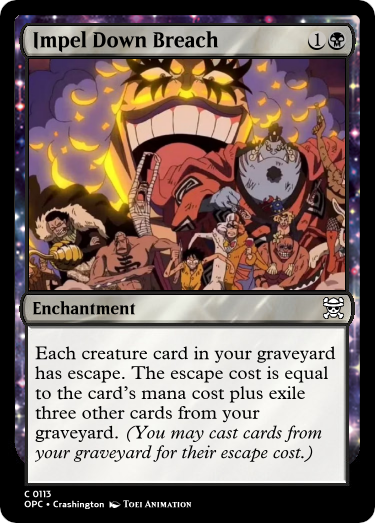 Impel Down Breach 1
Enchantment
Each creature card in your graveyard
has escape. The escape cost is equal
to the card's mana cost plus exile
three other cards from your
graveyard. (You may cast cards from
your graveyard for their escape cost.)
C 0113
OPC • Crashington TOEI ANIMATION